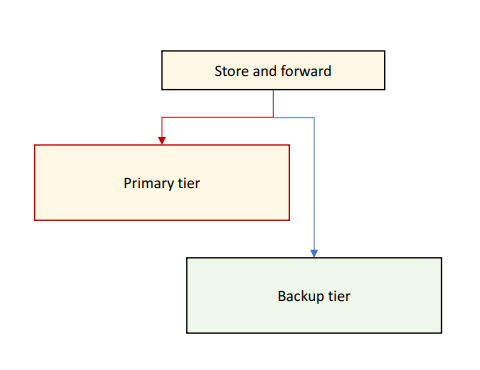 Store and forward
Primary tier
Backup tier